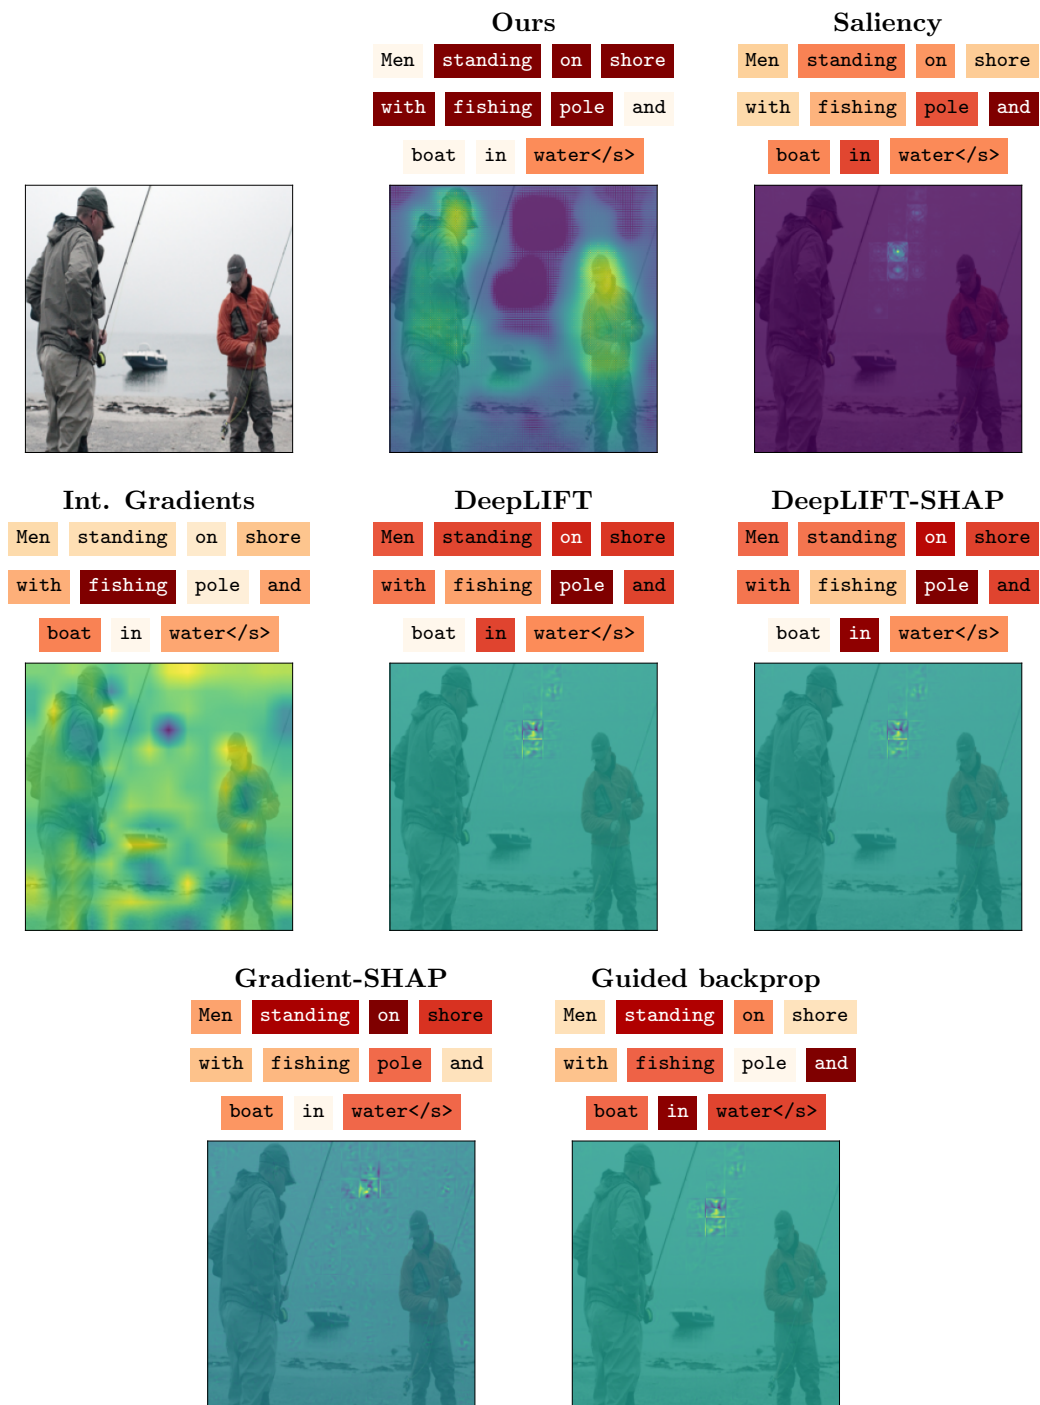 Ours
Men standing on shore
with fishing pole and
boat in water</s>
Saliency
Men standing on shore
with fishing pole and
boat in water</s>
Int. Gradients
Men standing on shore
with fishing pole and
boat in water</s>
DeepLIFT
Men standing on shore
with fishing pole and
boat in water</s>
DeepLIFT-SHAP
Men standing on shore
with fishing pole and
boat in water</s>
Gradient-SHAP
Men standing on shore
with fishing pole and
boat in water</s>
Guided backprop
Men standing on shore
with fishing pole and
boat in water</s>